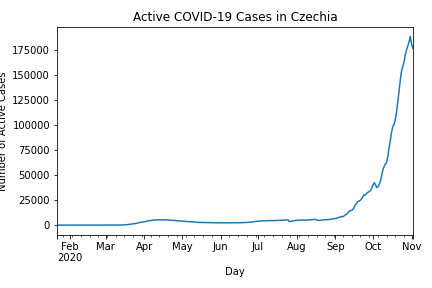 Active COVID-19 Cases in Czechia
Number of Active Cases
175000
150000
125000
100000
75000
50000
25000
0
Feb Mar Apr May Jun Jul Aug Sep Oct Nov
2020
Day